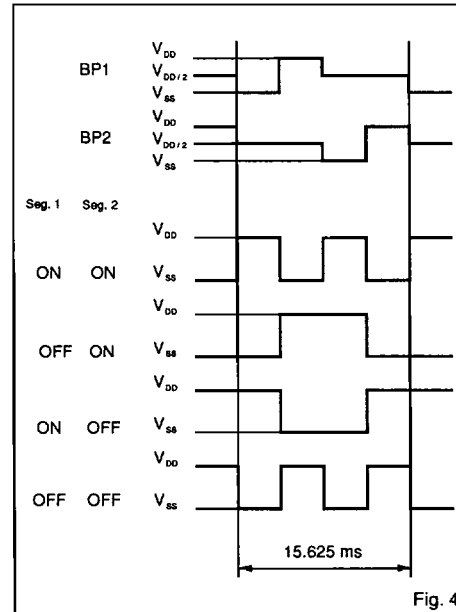 V_DD
BP1 V_DD/2
V_SS
V_DD
BP2 V_DD/2
V_SS
Seg. 1 Seg. 2
V_DD
ON ON V_SS
V_DD
OFF ON V_SS
V_DD
ON OFF V_SS
V_DD
OFF OFF V_SS
15.625 ms
Fig. 4